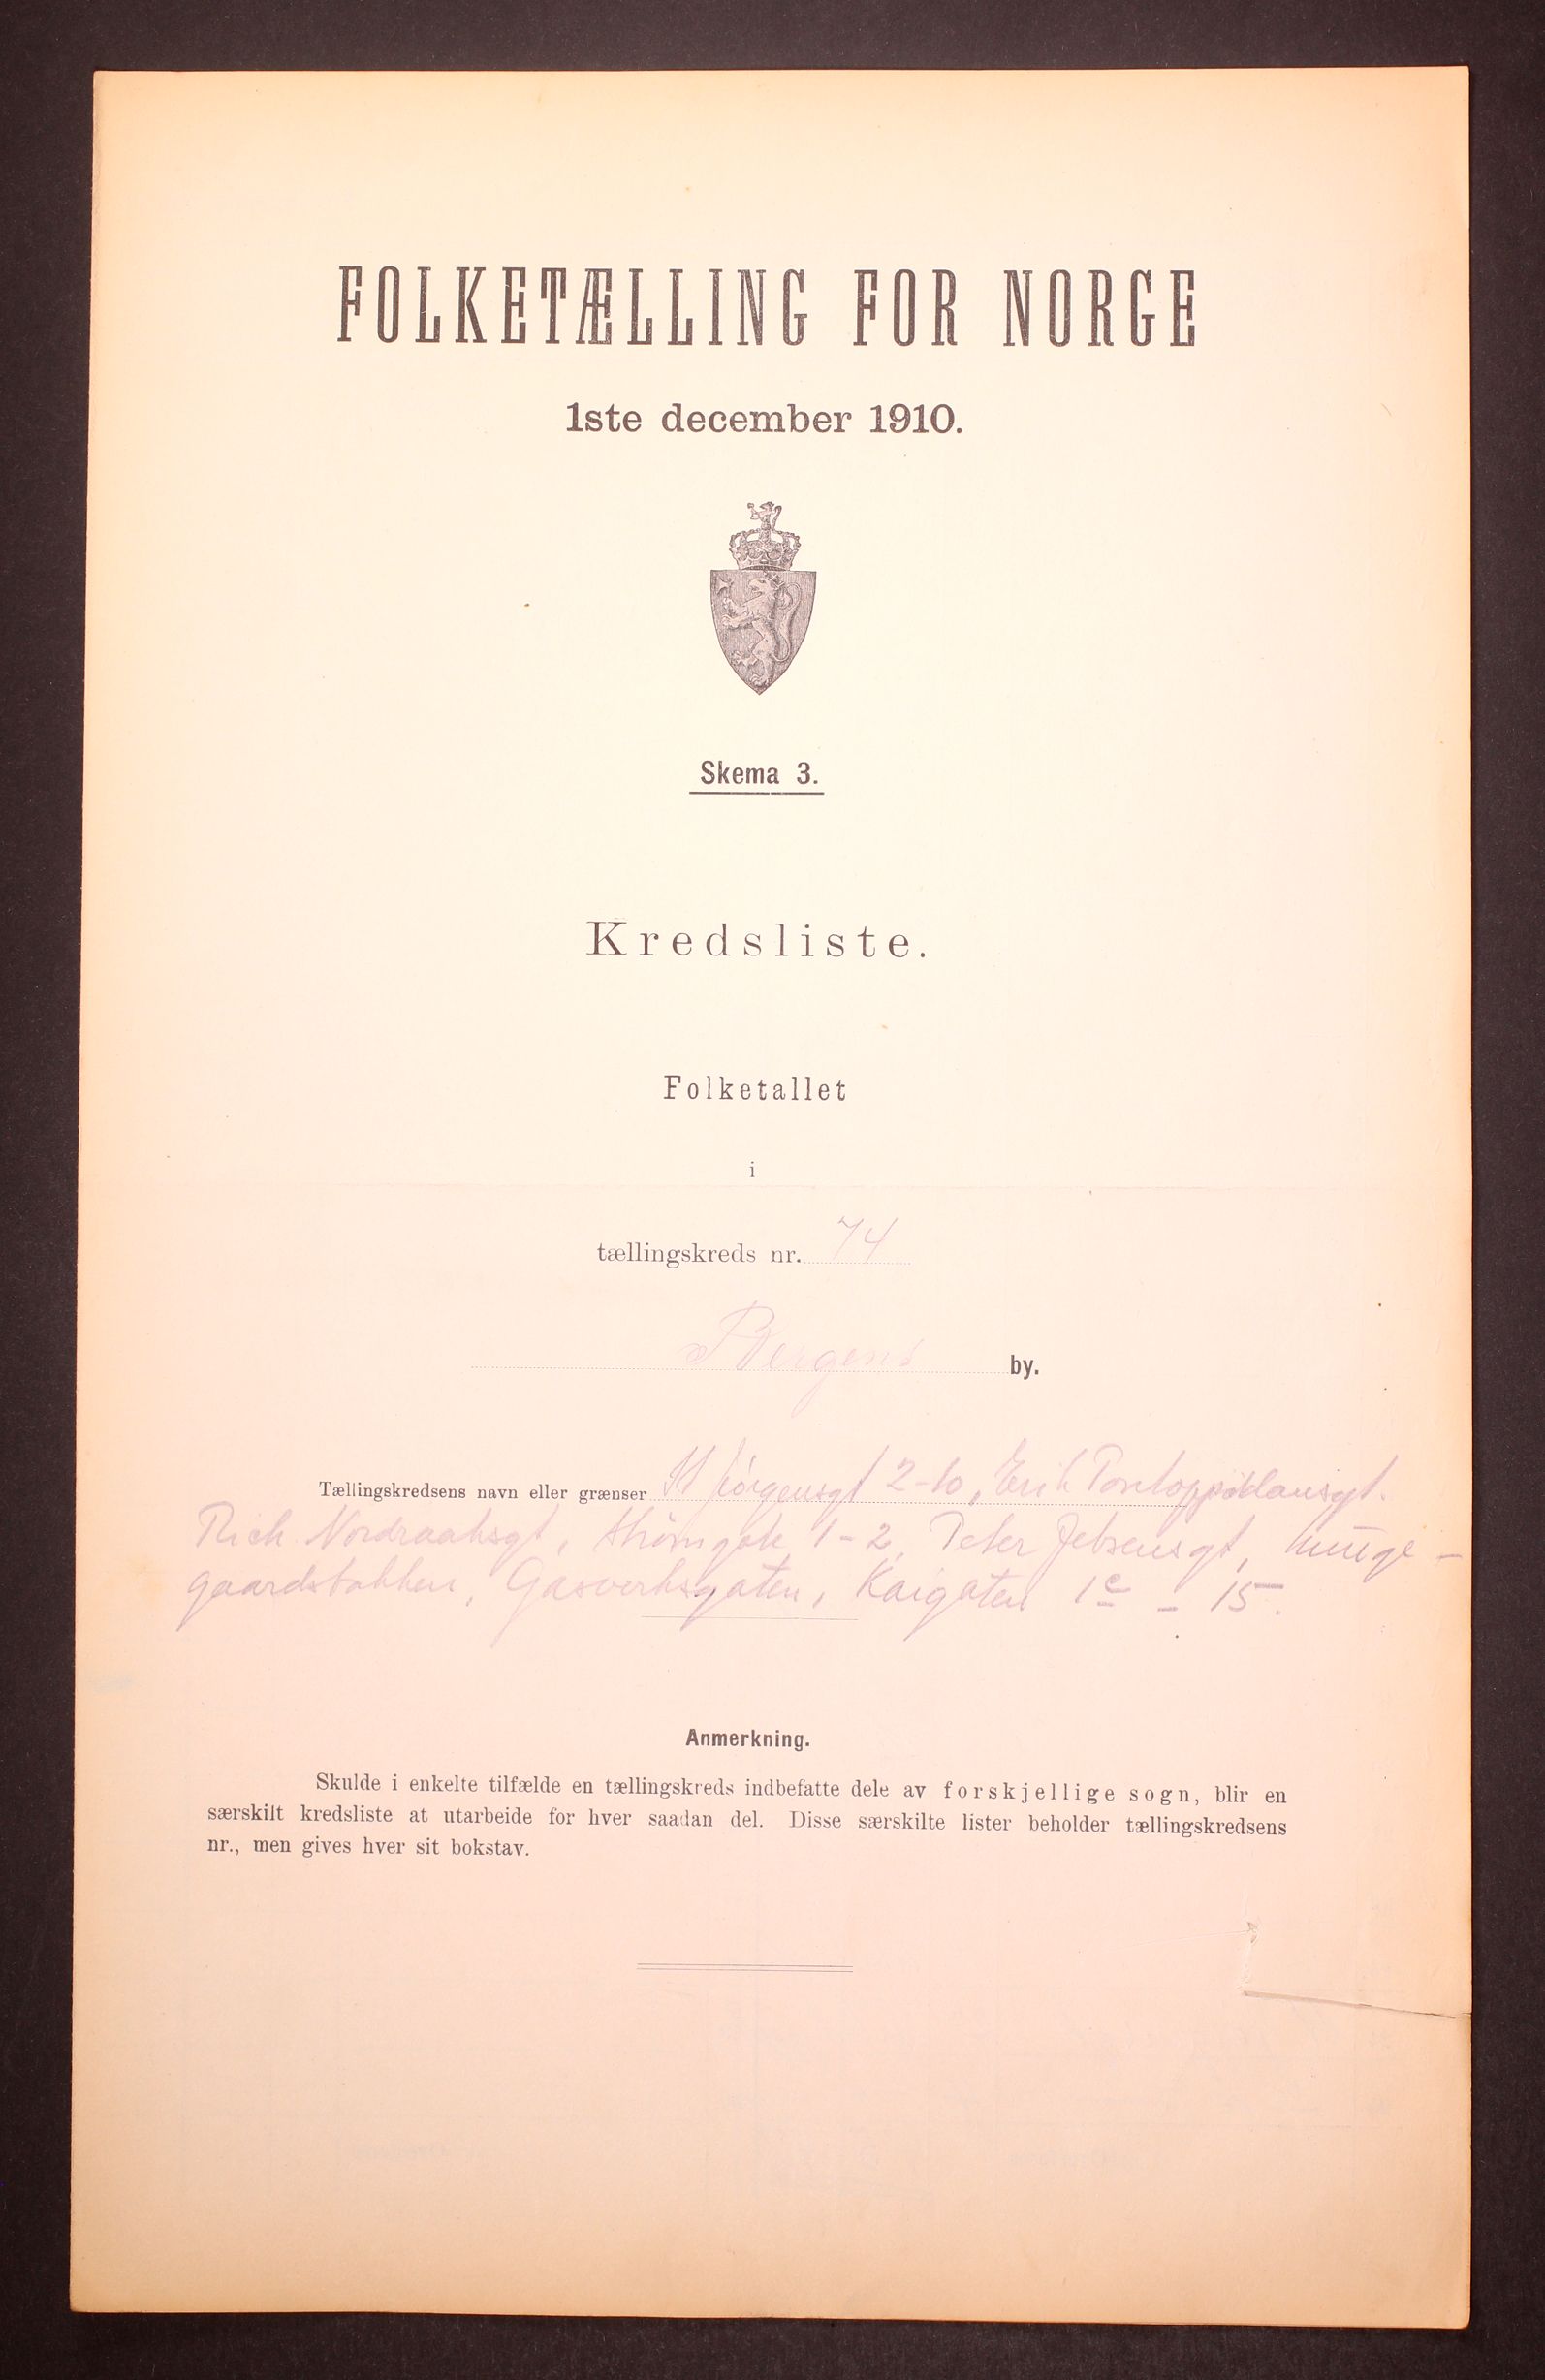 FOLKETÆLLING FOR NORGE
1ste december 1910.
Skema 3.
Kredsliste.
Folketallet
i
tællingskreds nr. 74
Bergens by.
Tællingskredsens navn eller grænser St Jørgensgt 2-10, Erik Pontoppidansgt.
Rich. Nordraaksgt, Strømgate 1-2, Peter Jebsensgt,
gaardsbakken, Gasverksgaten, Kaigaten 1c - 15.
Anmerkning.
Skulde i enkelte tilfælde en tællingskreds indbefatte dele av forskjellige sogn, blir en
særskilt kredsliste at utarbeide for hver saadan del. Disse særskilte lister beholder tællingskredsens
nr., men gives hver sit bokstav.